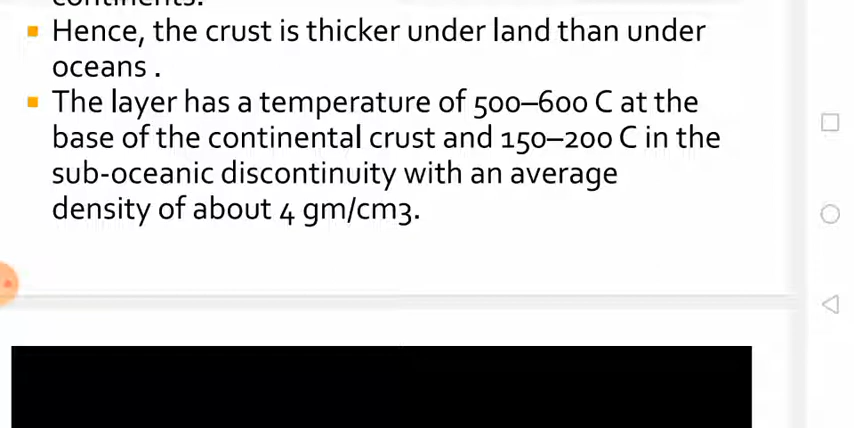 continents.
Hence, the crust is thicker under land than under
oceans .
The layer has a temperature of 500–600 C at the
base of the continental crust and 150–200 C in the
sub-oceanic discontinuity with an average
density of about 4 gm/cm3.